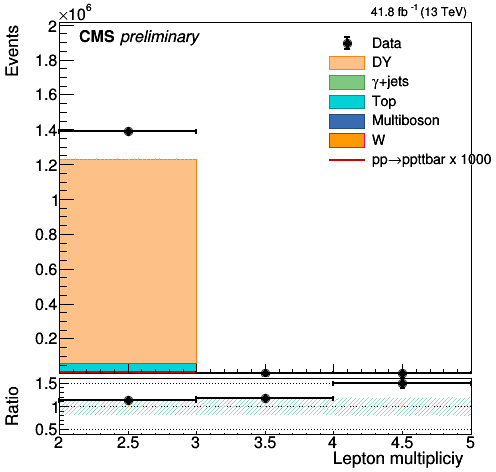 ×10⁶
41.8 fb⁻¹ (13 TeV)
CMS preliminary
Events
2
1.8
1.6
1.4
1.2
1
0.8
0.6
0.4
0.2
Data
DY
γ+jets
Top
Multiboson
W
pp→ppttbar x 1000
Ratio
1.5
1
0.5
2 2.5 3 3.5 4 4.5 5
Lepton multipliciy